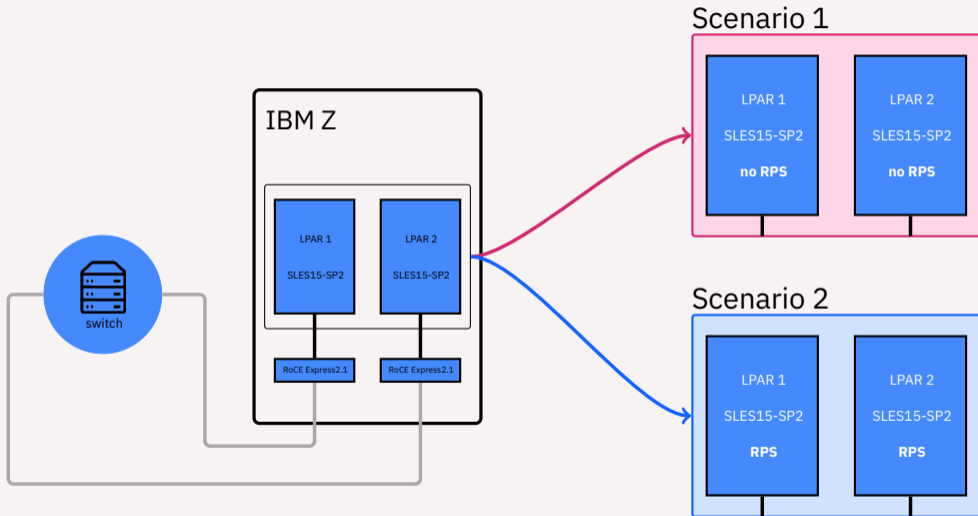 Scenario 1
LPAR 1
SLES15-SP2
no RPS
LPAR 2
SLES15-SP2
no RPS
IBM Z
LPAR 1
SLES15-SP2
LPAR 2
SLES15-SP2
RoCE Express2.1
RoCE Express2.1
switch
Scenario 2
LPAR 1
SLES15-SP2
RPS
LPAR 2
SLES15-SP2
RPS